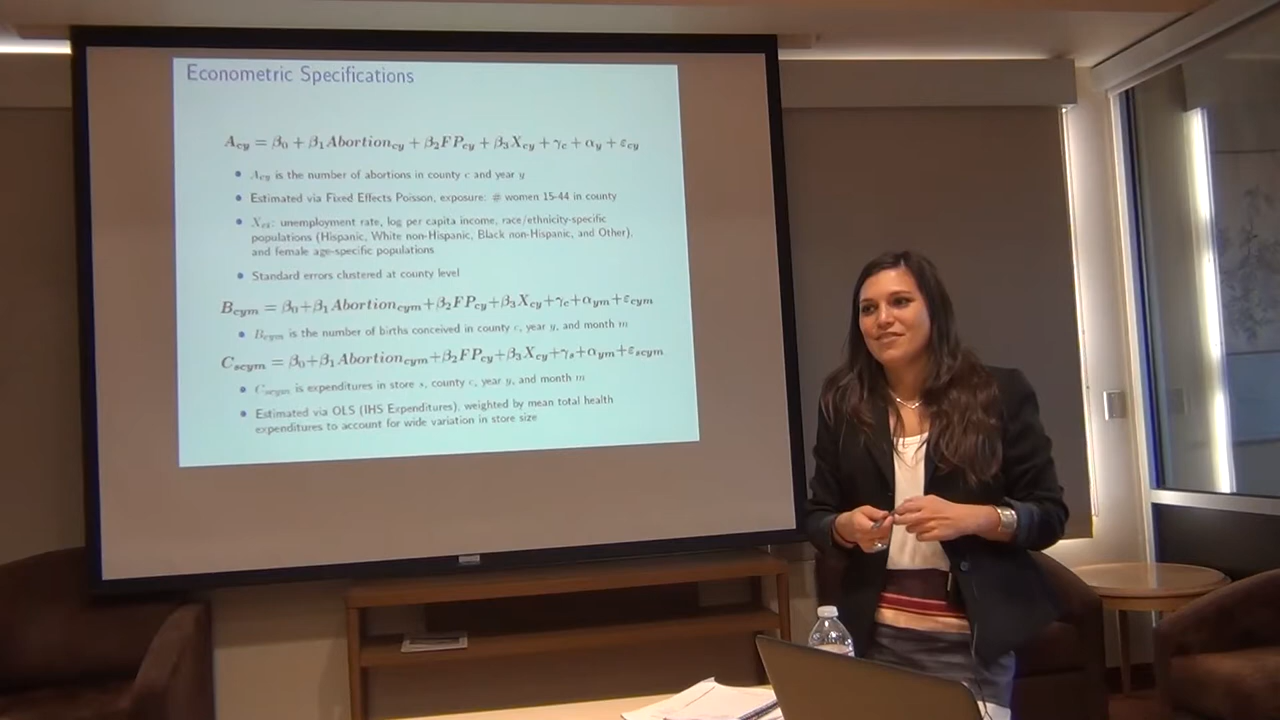 Econometric Specifications
A_cy = β₀ + β₁Abortion_cy + β₂FP_cy + β₃X_cy + γ_c + α_y + ε_cy
• A_cy is the number of abortions in county c and year y
• Estimated via Fixed Effects Poisson, exposure: # women 15-44 in county
• X_ct: unemployment rate, log per capita income, race/ethnicity-specific
populations (Hispanic, White non-Hispanic, Black non-Hispanic, and Other),
and female age-specific populations
• Standard errors clustered at county level
B_cym = β₀+β₁Abortion_cym+β₂FP_cy+β₃X_cy+γ_c+α_ym+ε_cym
• B_cym is the number of births conceived in county c, year y, and month m
C_scym = β₀+β₁Abortion_cym+β₂FP_cy+β₃X_cy+γ_s+α_ym+ε_scym
• C_scym is expenditures in store s, county c, year y, and month m
• Estimated via OLS (IHS Expenditures), weighted by mean total health
expenditures to account for wide variation in store size